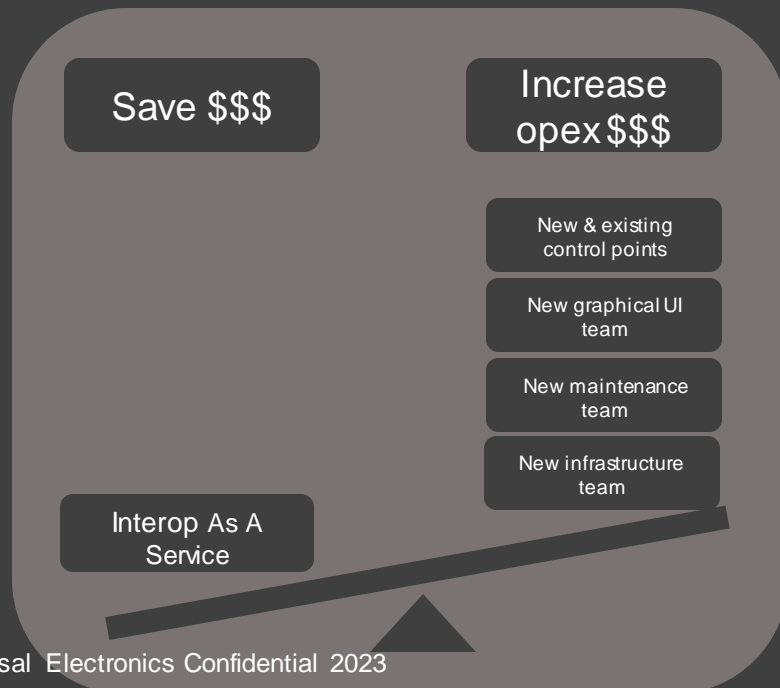 Save $$$
Increase
opex $$$
New & existing
control points
New graphical UI
team
New maintenance
team
New infrastructure
team
Interop As A
Service
sal Electronics Confidential 2023